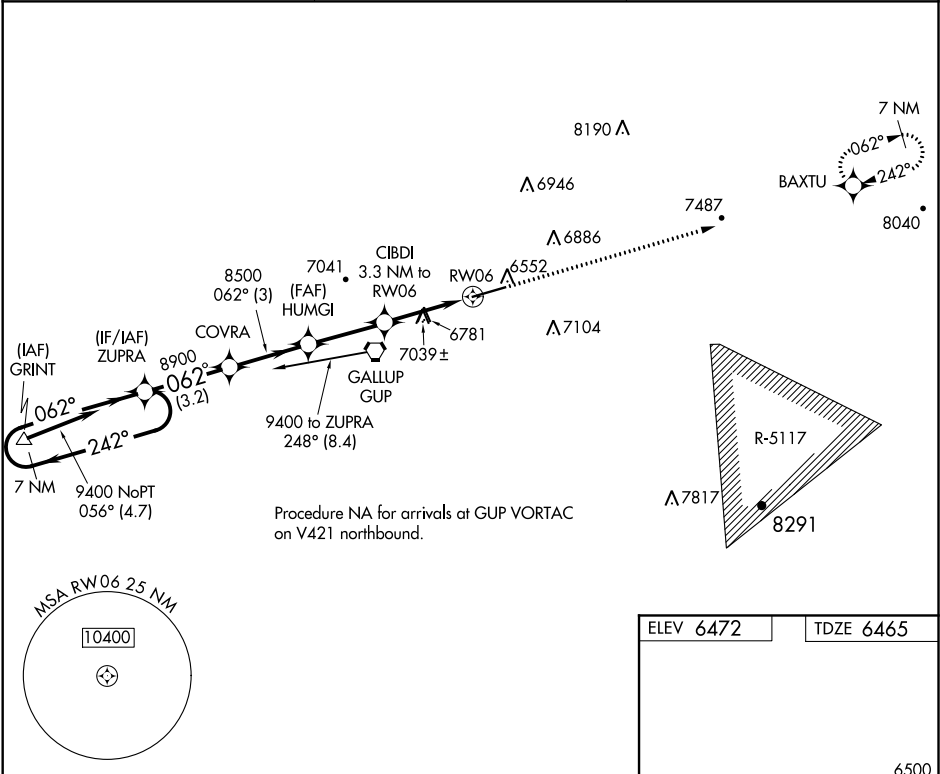 7 NM
8190
062°
242°
BAXTU
6946
7487
8040
6886
CIBDI
3.3 NM to
RW06
RW06
6552
7041
8500
062° (3)
(FAF)
HUMGI
COVRA
6781
7039±
7104
(IF/IAF)
ZUPRA
8900
062°
(3.2)
(IAF)
GRINT
062°
242°
7 NM
9400 NoPT
056° (4.7)
GALLUP
GUP
9400 to ZUPRA
248° (8.4)
R-5117
7817
8291
Procedure NA for arrivals at GUP VORTAC
on V421 northbound.
MSA RW06 25 NM
10400
ELEV 6472
TDZE 6465
6500